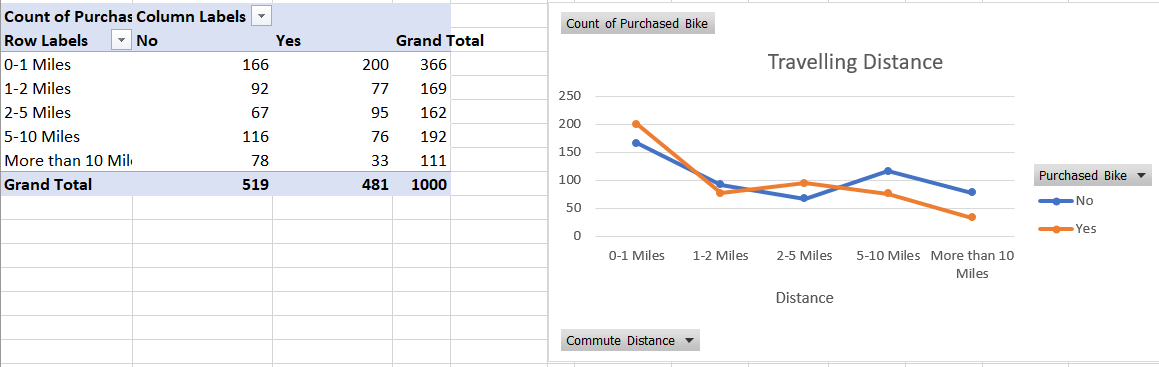 Count of Purchas Column Labels
Row Labels No Yes Grand Total
0-1 Miles 166 200 366
1-2 Miles 92 77 169
2-5 Miles 67 95 162
5-10 Miles 116 76 192
More than 10 Mil 78 33 111
Grand Total 519 481 1000
Count of Purchased Bike
Travelling Distance
250
200
150
100
50
0
0-1 Miles 1-2 Miles 2-5 Miles 5-10 Miles More than 10
Miles
Distance
Purchased Bike
No
Yes
Commute Distance